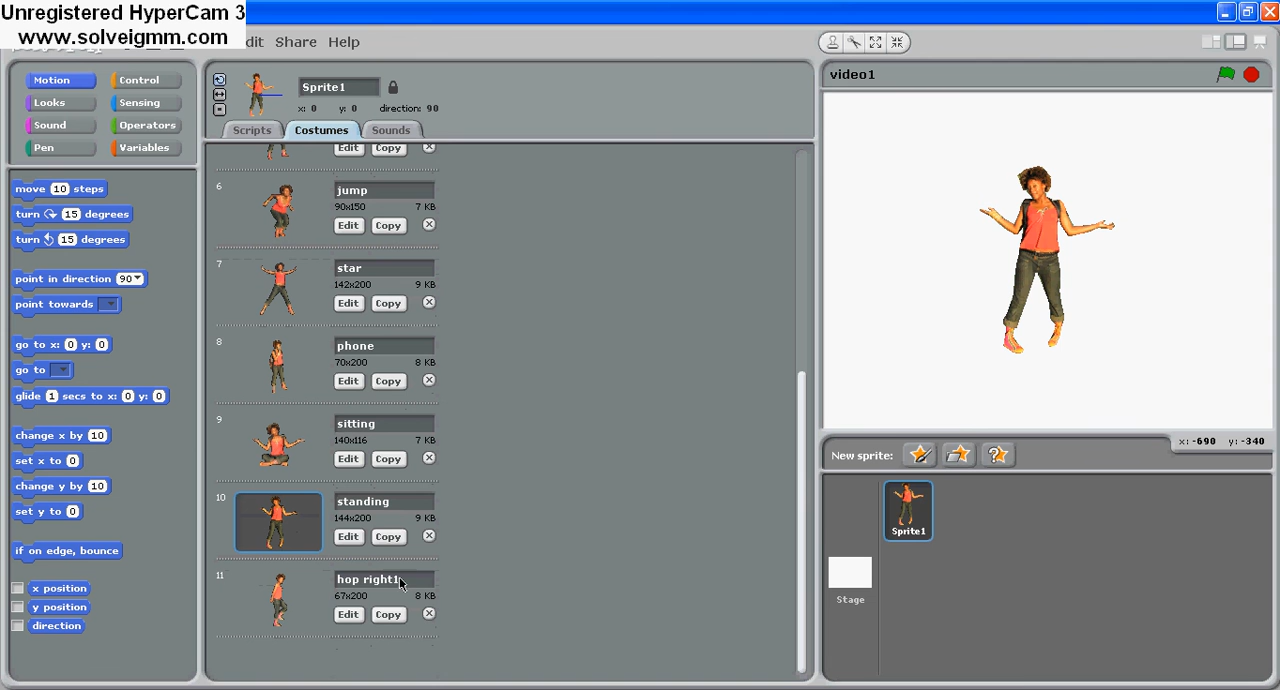 Unregistered HyperCam 3
www.solveigmm.com
Edit Share Help
Motion Control
Looks Sensing
Sound Operators
Pen Variables
Sprite1
x: 0 y: 0 direction: 90
Scripts Costumes Sounds
video1
move 10 steps
turn 15 degrees
turn 15 degrees
point in direction 90
point towards
go to x: 0 y: 0
go to
glide 1 secs to x: 0 y: 0
change x by 10
set x to 0
change y by 10
set y to 0
if on edge, bounce
x position
y position
direction
Edit Copy
6 jump
90x150 7 KB
Edit Copy
7 star
142x200 9 KB
Edit Copy
8 phone
70x200 8 KB
Edit Copy
9 sitting
140x116 7 KB
Edit Copy
10 standing
144x200 9 KB
Edit Copy
11 hop right1
67x200 8 KB
Edit Copy
x: -690 y: -340
New sprite:
Sprite1
Stage